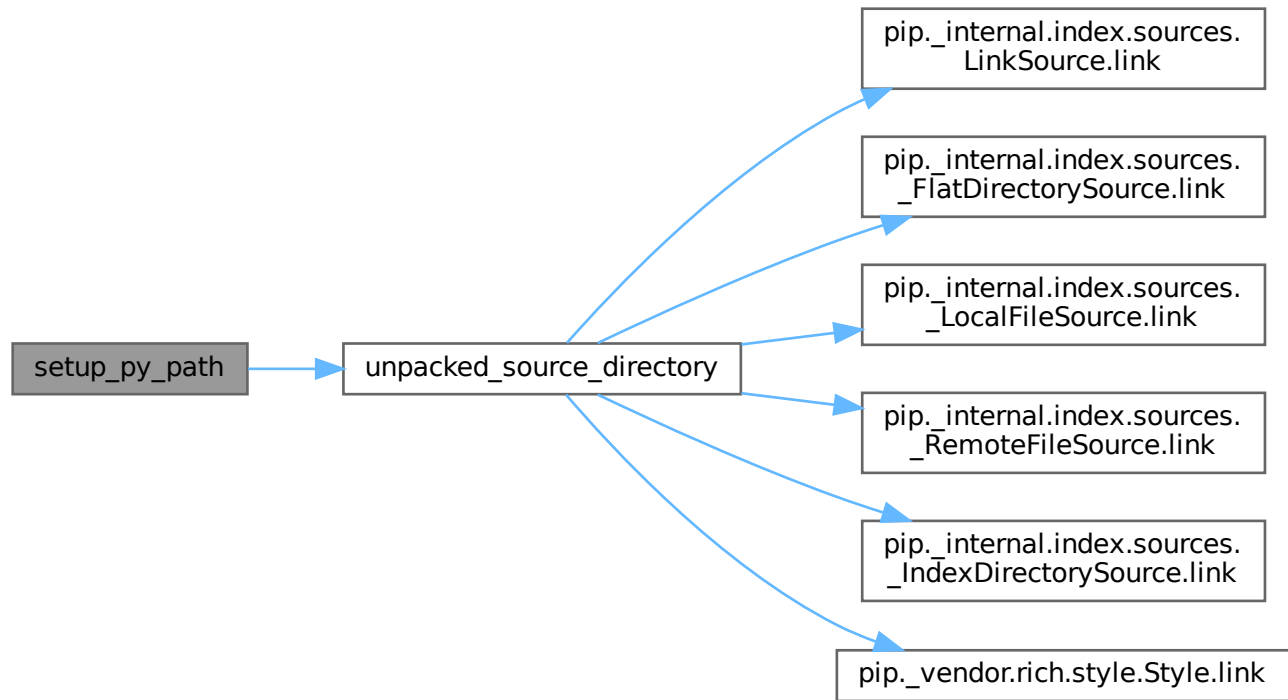 pip._internal.index.sources.
LinkSource.link
pip._internal.index.sources.
_FlatDirectorySource.link
pip._internal.index.sources.
_LocalFileSource.link
setup_py_path
unpacked_source_directory
pip._internal.index.sources.
_RemoteFileSource.link
pip._internal.index.sources.
_IndexDirectorySource.link
pip._vendor.rich.style.Style.link